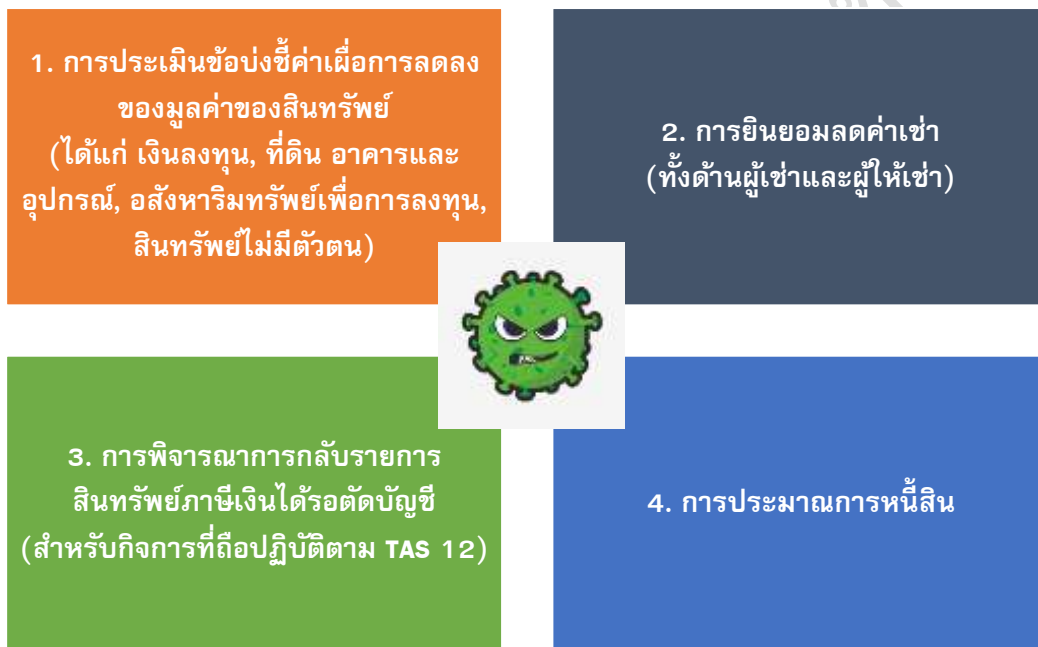 1. การประเมินข้อบ่งชี้ค่าเผื่อการลดลง
ของมูลค่าของสินทรัพย์
(ได้แก่ เงินลงทุน, ที่ดิน อาคารและ
อุปกรณ์, อสังหาริมทรัพย์เพื่อการลงทุน,
สินทรัพย์ไม่มีตัวตน)
2. การยินยอมลดค่าเช่า
(ทั้งด้านผู้เช่าและผู้ให้เช่า)
3. การพิจารณาการกลับรายการ
สินทรัพย์ภาษีเงินได้รอตัดบัญชี
(สำหรับกิจการที่ถือปฏิบัติตาม TAS 12)
4. การประมาณการหนี้สิน